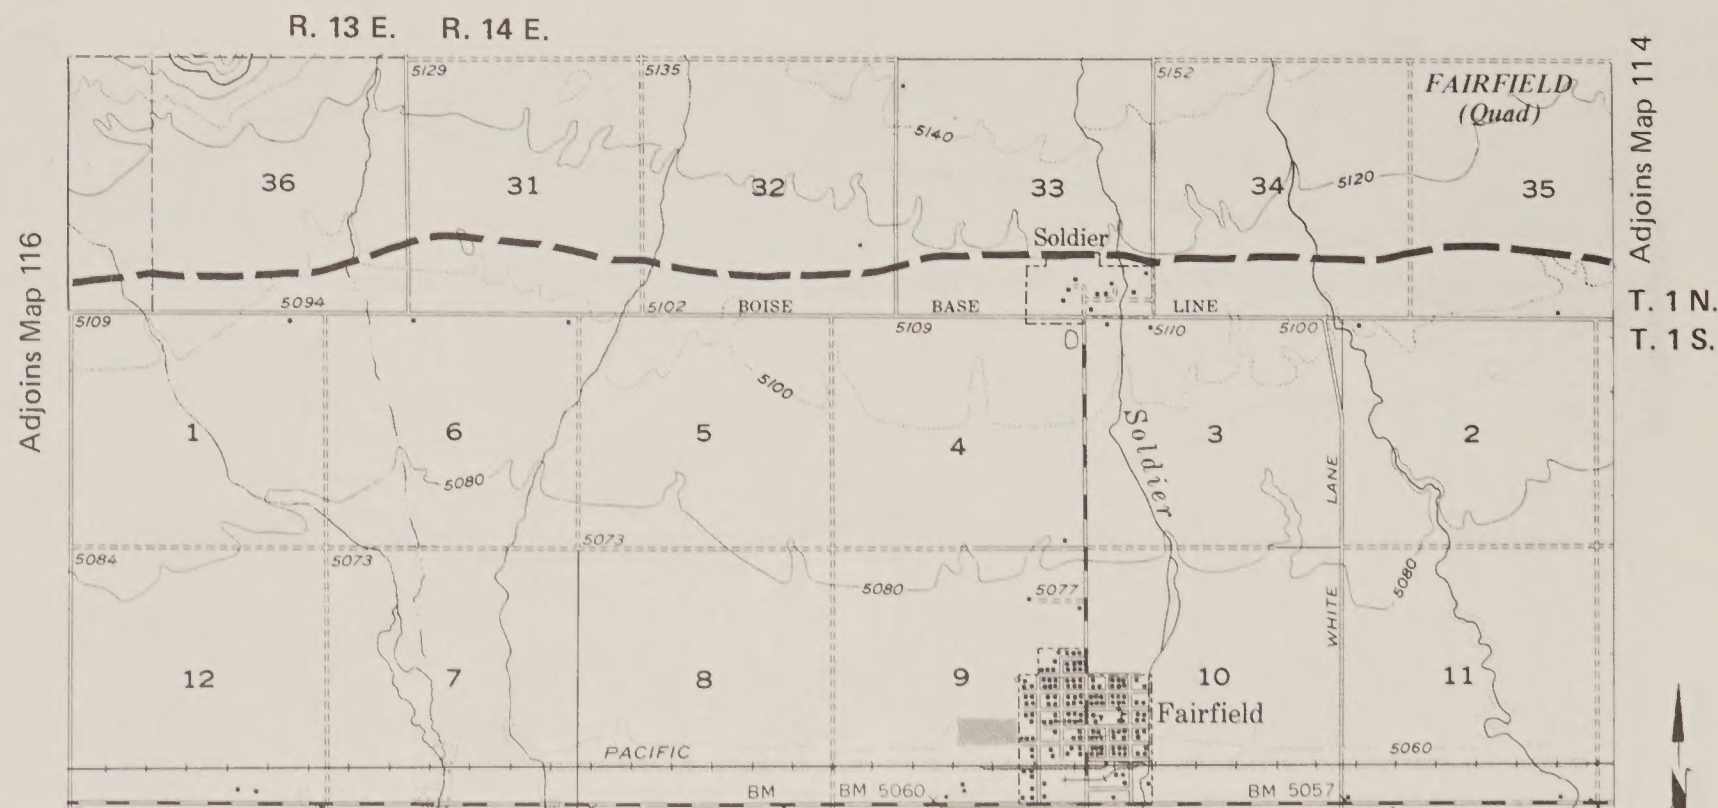 R. 13 E. R. 14 E.
Adjoins Map 114
FAIRFIELD
(Quad)
5129
5135
5152
5140
5120
36
31
32
33
34
35
Soldier
Adjoins Map 116
T. 1 N.
5094
5102
BOISE
BASE
LINE
T. 1 S.
5109
5109
5110
5100
5100
1
6
5
4
Soldier
3
2
5080
WHITE LANE
5084
5073
5073
5080
5077
5080
12
7
8
9
10
11
Fairfield
PACIFIC
5060
BM
BM 5060
BM 5057
N